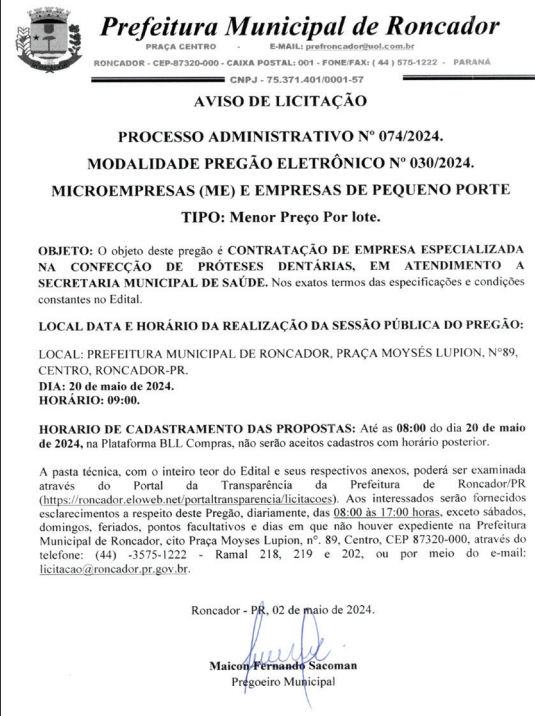 Prefeitura Municipal de Roncador
PRAÇA CENTRO - E-MAIL: prefroncador@uol.com.br
RONCADOR - CEP-87320-000 - CAIXA POSTAL: 001 - FONE/FAX: ( 44 ) 575-1222 - PARANÁ
CNPJ - 75.371.401/0001-57
AVISO DE LICITAÇÃO
PROCESSO ADMINISTRATIVO Nº 074/2024.
MODALIDADE PREGÃO ELETRÔNICO Nº 030/2024.
MICROEMPRESAS (ME) E EMPRESAS DE PEQUENO PORTE
TIPO: Menor Preço Por lote.
OBJETO: O objeto deste pregão é CONTRATAÇÃO DE EMPRESA ESPECIALIZADA
NA CONFECÇÃO DE PRÓTESES DENTÁRIAS, EM ATENDIMENTO A
SECRETARIA MUNICIPAL DE SAÚDE. Nos exatos termos das especificações e condições
constantes no Edital.
LOCAL DATA E HORÁRIO DA REALIZAÇÃO DA SESSÃO PÚBLICA DO PREGÃO:
LOCAL: PREFEITURA MUNICIPAL DE RONCADOR, PRAÇA MOYSÉS LUPION, N°89,
CENTRO, RONCADOR-PR.
DIA: 20 de maio de 2024.
HORÁRIO: 09:00.
HORARIO DE CADASTRAMENTO DAS PROPOSTAS: Até as 08:00 do dia 20 de maio
de 2024, na Plataforma BLL Compras, não serão aceitos cadastros com horário posterior.
A pasta técnica, com o inteiro teor do Edital e seus respectivos anexos, poderá ser examinada
através do Portal da Transparência da Prefeitura de Roncador/PR
(https://roncador.eloweb.net/portaltransparencia/licitacoes). Aos interessados serão fornecidos
esclarecimentos a respeito deste Pregão, diariamente, das 08:00 às 17:00 horas, exceto sábados,
domingos, feriados, pontos facultativos e dias em que não houver expediente na Prefeitura
Municipal de Roncador, cito Praça Moyses Lupion, n°. 89, Centro, CEP 87320-000, através do
telefone: (44) -3575-1222 - Ramal 218, 219 e 202, ou por meio do e-mail:
licitacao@roncador.pr.gov.br.
Roncador - PR, 02 de maio de 2024.
Maicon Fernando Sacoman
Pregoeiro Municipal